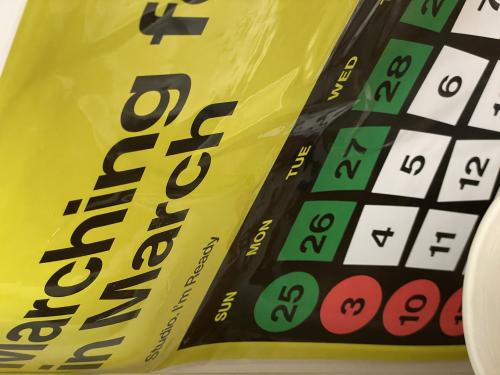 Marching f
in March
Studio, I'm Ready
SUN MON TUE WED
25 26 27 28
3 4 5 6
10 11 12